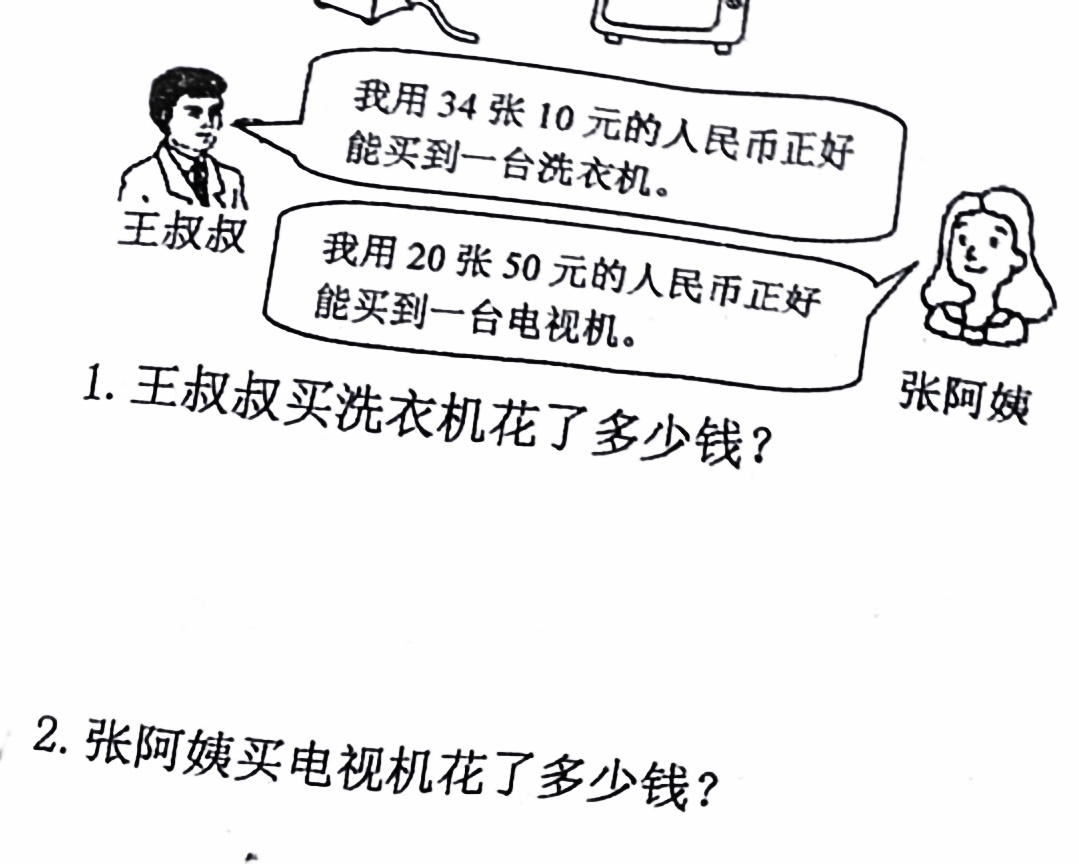 我用 34 张 10 元的人民币正好
能买到一台洗衣机。
王叔叔
我用 20 张 50 元的人民币正好
能买到一台电视机。
张阿姨
1. 王叔叔买洗衣机花了多少钱？
2. 张阿姨买电视机花了多少钱？